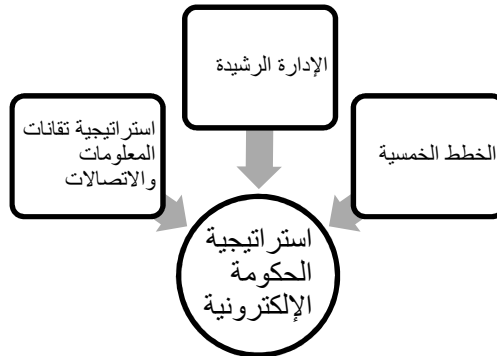 الإدارة الرشيدة
الخطط الخمسية
استراتيجية تقانات
المعلومات
والاتصالات
استراتيجية
الحكومة
الإلكترونية